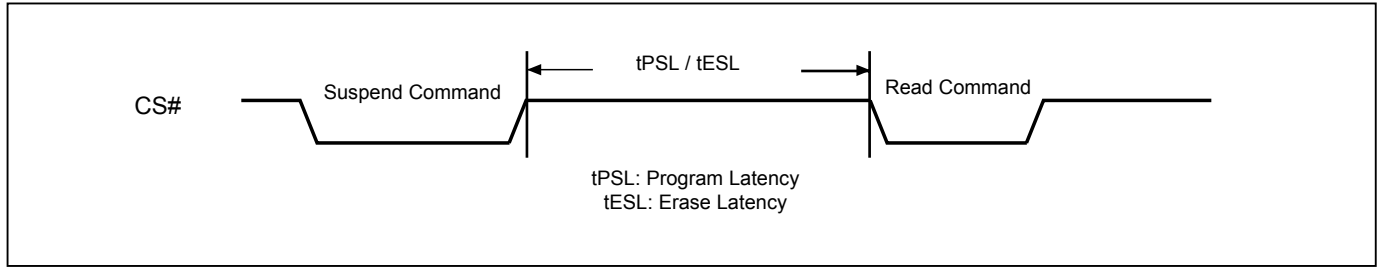 tPSL / tESL
Suspend Command
Read Command
CS#
tPSL: Program Latency
tESL: Erase Latency